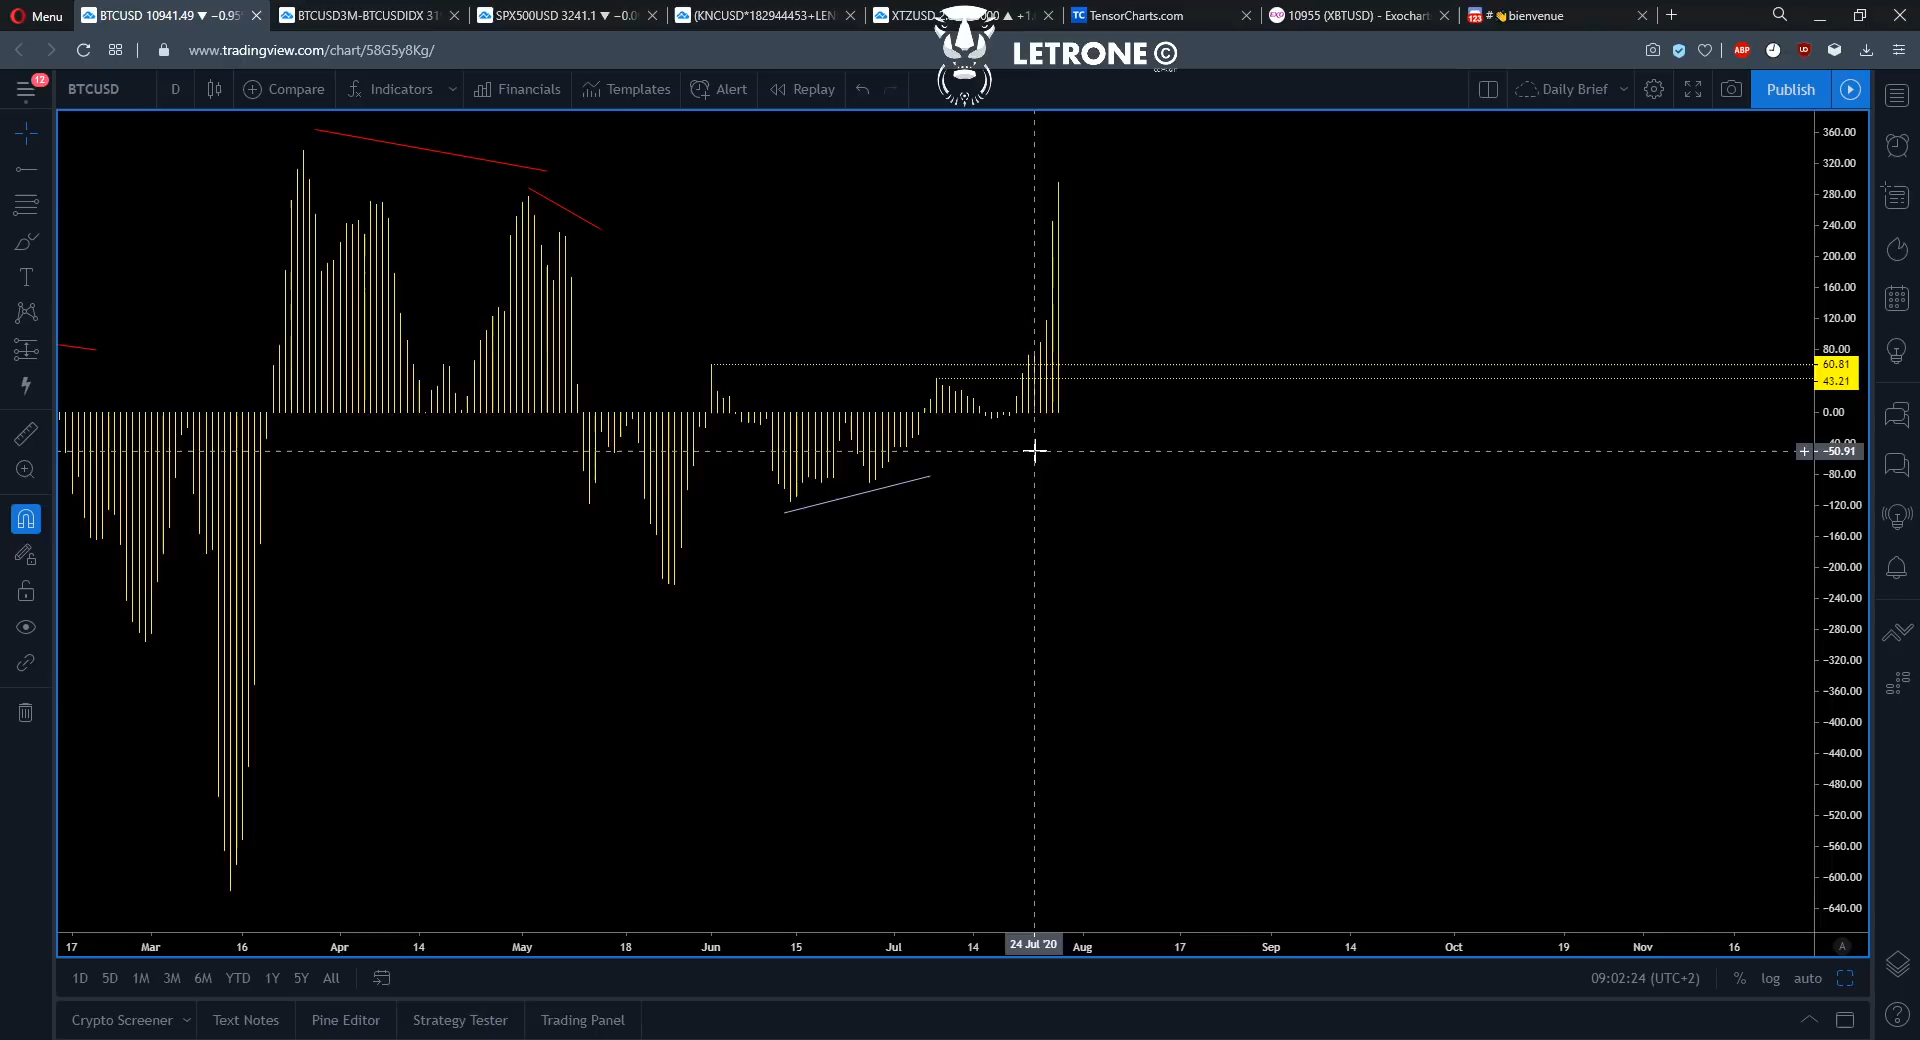 Menu
BTCUSD 10941.49 ▼ −0.95%
BTCUSD3M-BTCUSDIDX 31
SPX500USD 3241.1 ▼ −0.0
(KNCUSD*182944453+LEN
XTZUSD 2. 000 ▲ +1.
TensorCharts.com
10955 (XBTUSD) - Exochart
# 👋 bienvenue
www.tradingview.com/chart/58G5y8Kg/
LETRONE ©
ABP
12
BTCUSD
D
Compare
Indicators
Financials
Templates
Alert
Replay
Daily Brief
Publish
360.00
320.00
280.00
240.00
200.00
160.00
120.00
80.00
60.81
43.21
0.00
−50.91
−80.00
−120.00
−160.00
−200.00
−240.00
−280.00
−320.00
−360.00
−400.00
−440.00
−480.00
−520.00
−560.00
−600.00
−640.00
17 Mar 16 Apr 14 May 18 Jun 15 Jul 14 24 Jul '20 Aug 17 Sep 14 Oct 19 Nov 16 A
1D 5D 1M 3M 6M YTD 1Y 5Y All
09:02:24 (UTC+2) % log auto
Crypto Screener Text Notes Pine Editor Strategy Tester Trading Panel